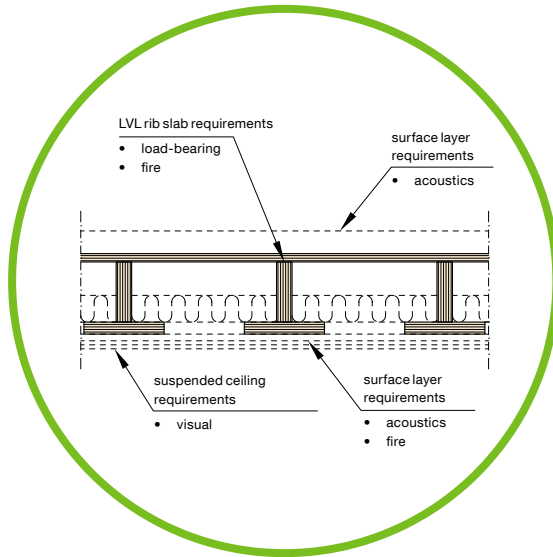 LVL rib slab requirements
• load-bearing
• fire
surface layer
requirements
• acoustics
suspended ceiling
requirements
• visual
surface layer
requirements
• acoustics
• fire